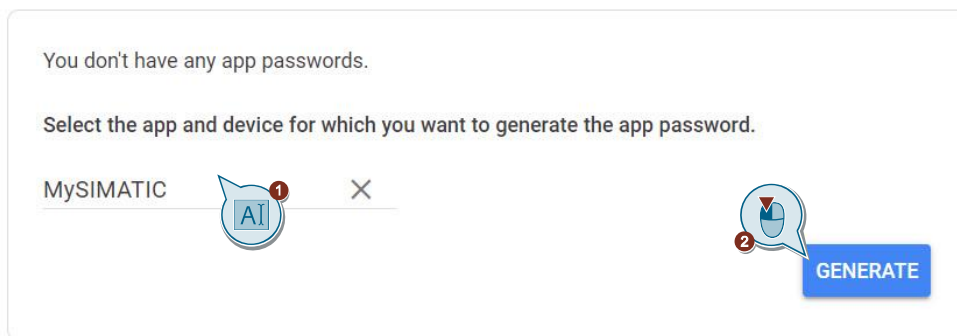 You don't have any app passwords.
Select the app and device for which you want to generate the app password.
MySIMATIC
1
AI
2
GENERATE